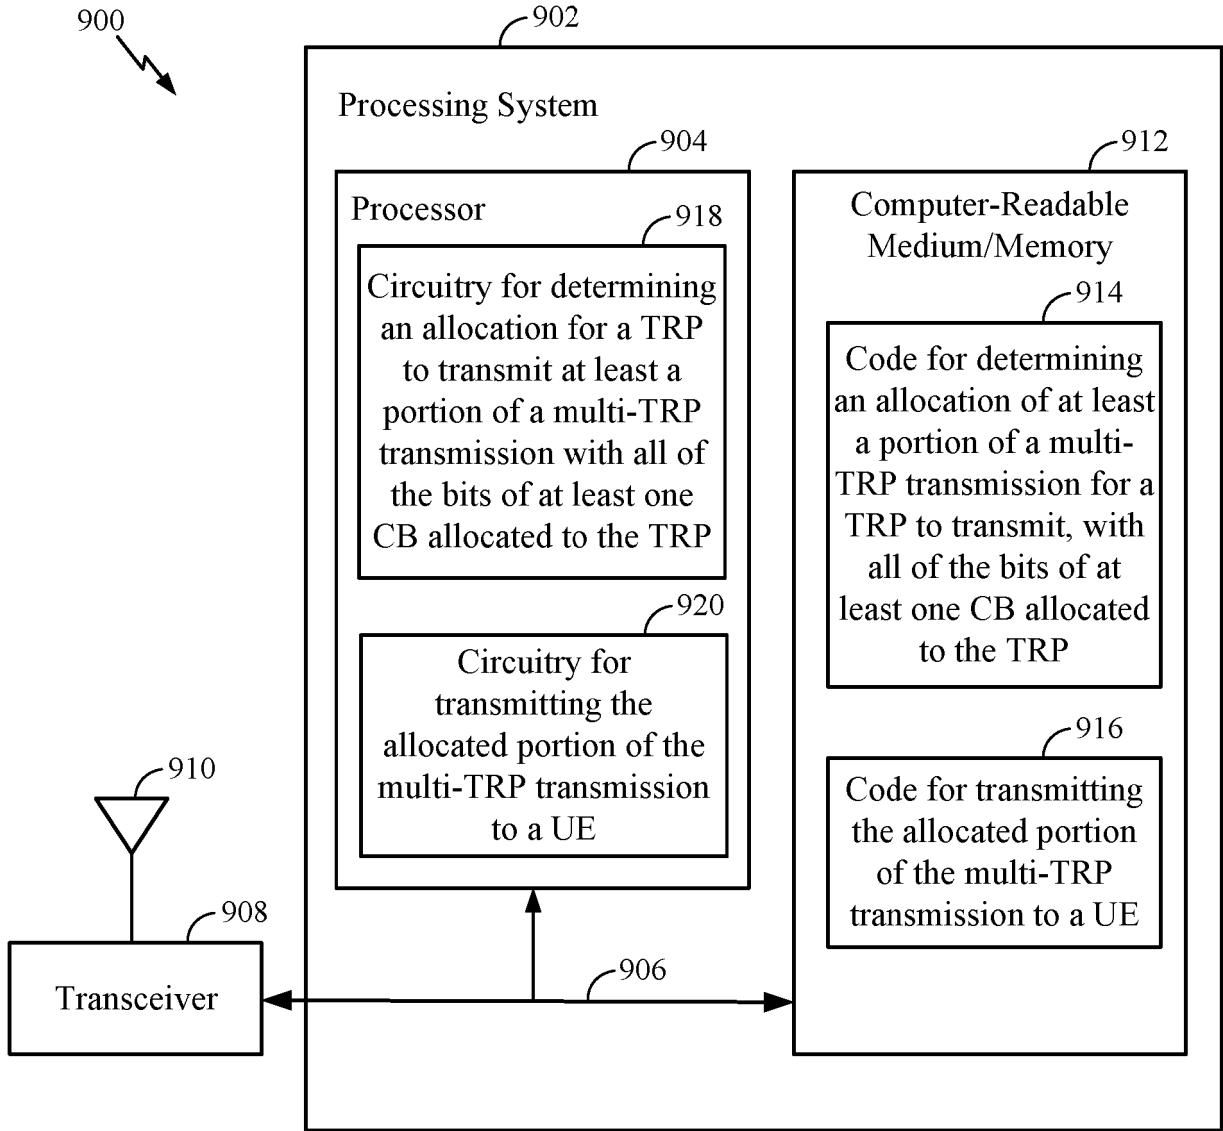 900
902
Processing System
904
Processor
918
Circuitry for determining
an allocation for a TRP
to transmit at least a
portion of a multi-TRP
transmission with all of
the bits of at least one
CB allocated to the TRP
920
Circuitry for
transmitting the
allocated portion of the
multi-TRP transmission
to a UE
912
Computer-Readable
Medium/Memory
914
Code for determining
an allocation of at least
a portion of a multi-
TRP transmission for a
TRP to transmit, with
all of the bits of at
least one CB allocated
to the TRP
916
Code for transmitting
the allocated portion
of the multi-TRP
transmission to a UE
910
908
Transceiver
906